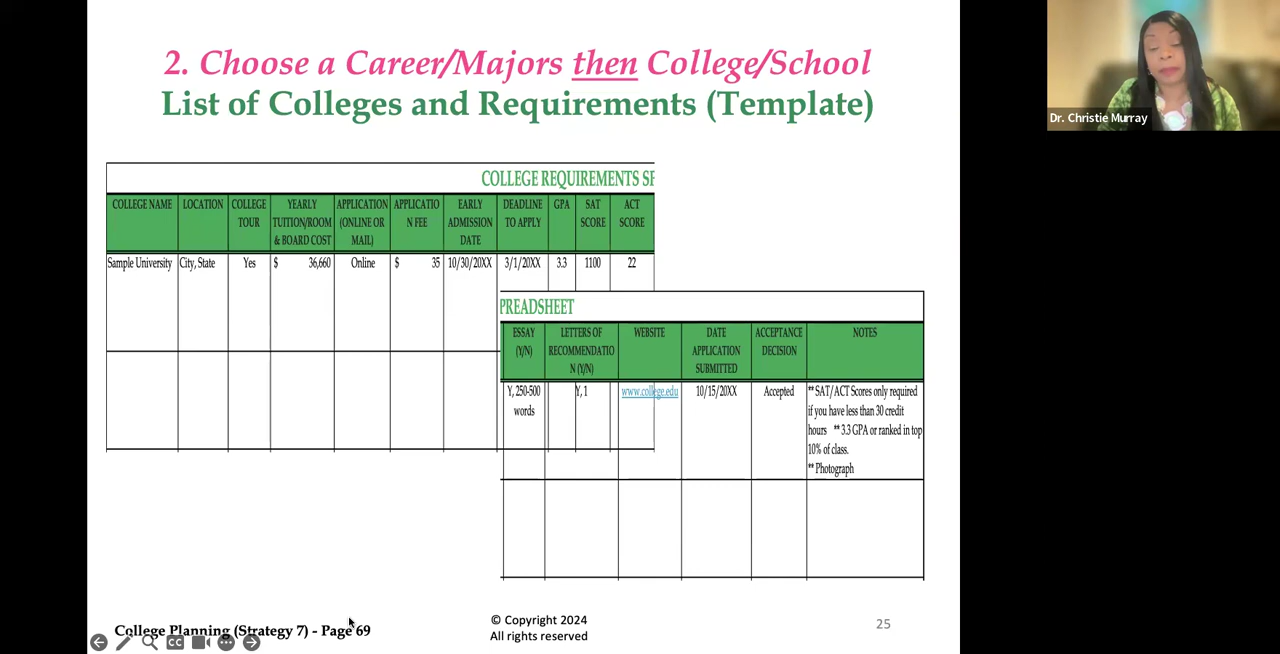 2. Choose a Career/Majors then College/School
List of Colleges and Requirements (Template)
Dr. Christie Murray
COLLEGE REQUIREMENTS SP
COLLEGE NAME
LOCATION
COLLEGE
TOUR
YEARLY
TUITION/ROOM
& BOARD COST
APPLICATION
(ONLINE OR
MAIL)
APPLICATIO
N FEE
EARLY
ADMISSION
DATE
DEADLINE
TO APPLY
GPA
SAT
SCORE
ACT
SCORE
Sample University
City, State
Yes
$ 36,660
Online
$ 35
10/30/20XX
3/1/20XX
3.3
1100
22
PREADSHEET
ESSAY
(Y/N)
LETTERS OF
RECOMMENDATIO
N (Y/N)
WEBSITE
DATE
APPLICATION
SUBMITTED
ACCEPTANCE
DECISION
NOTES
Y, 250-500
words
Y, 1
www.college.edu
10/15/20XX
Accepted
** SAT/ACT Scores only required
if you have less than 30 credit
hours ** 3.3 GPA or ranked in top
10% of class.
** Photograph
College Planning (Strategy 7) - Page 69
CC
© Copyright 2024
All rights reserved
25